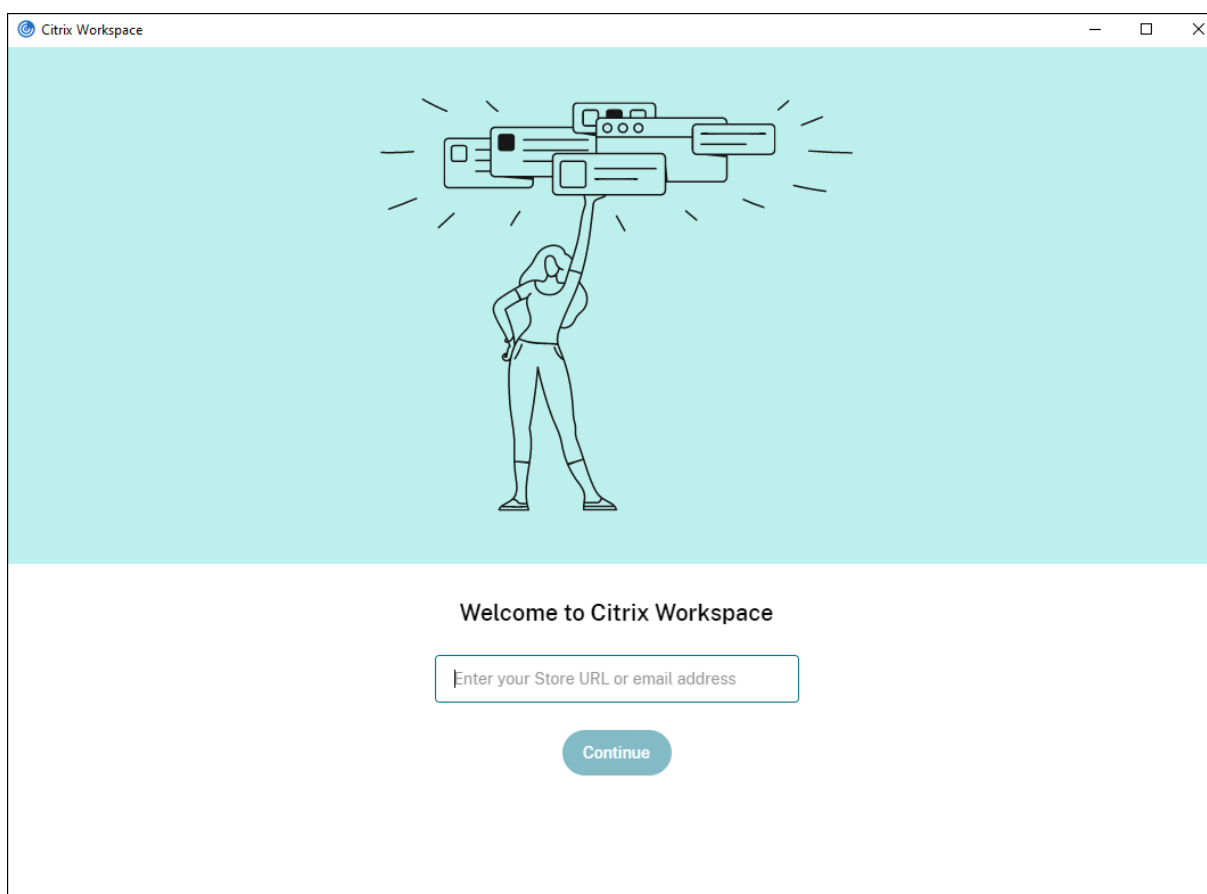 Citrix Workspace
Welcome to Citrix Workspace
Enter your Store URL or email address
Continue